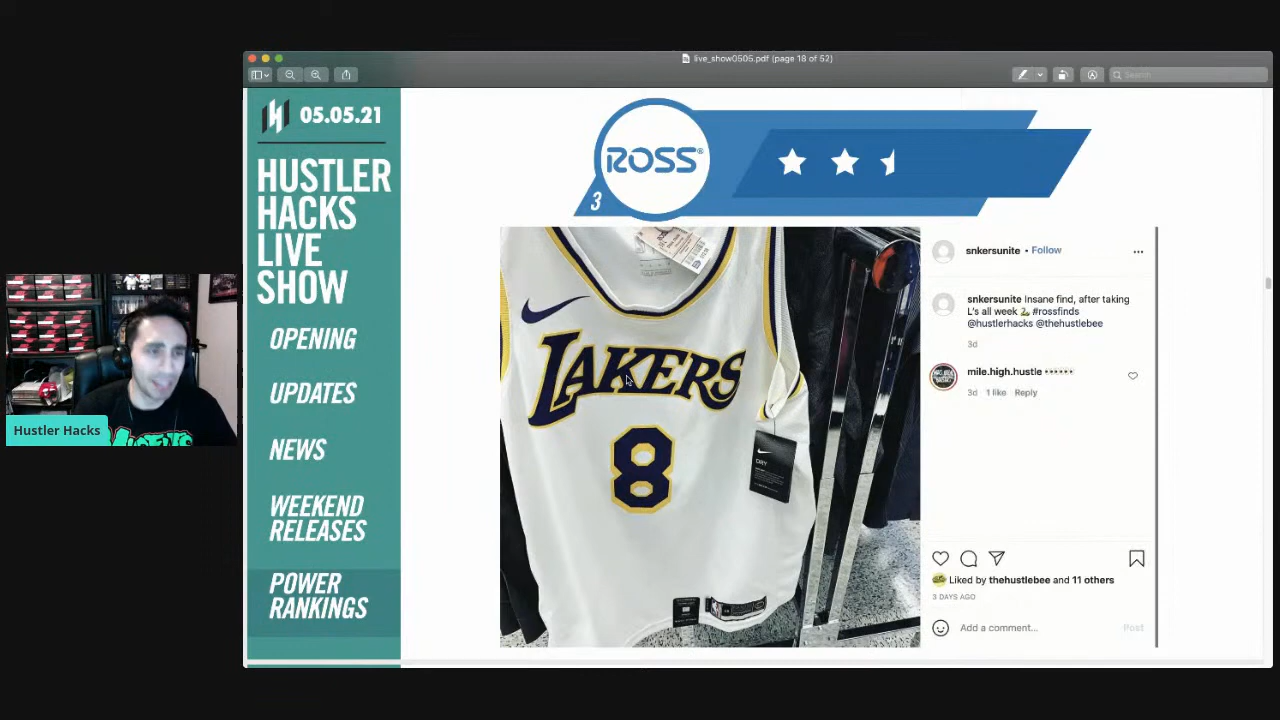 live_show0505.pdf (page 18 of 52)
Search
05.05.21
HUSTLER
HACKS
LIVE
SHOW
OPENING
UPDATES
NEWS
WEEKEND
RELEASES
POWER
RANKINGS
ROSS®
3
LAKERS
8
DRY
snkersunite • Follow
snkersunite Insane find, after taking
L's all week #rossfinds
@hustlerhacks @thehustlebee
3d
mile.high.hustle
3d 1 like Reply
Liked by thehustlebee and 11 others
3 DAYS AGO
Add a comment...
Post
Hustler Hacks
MISFITS